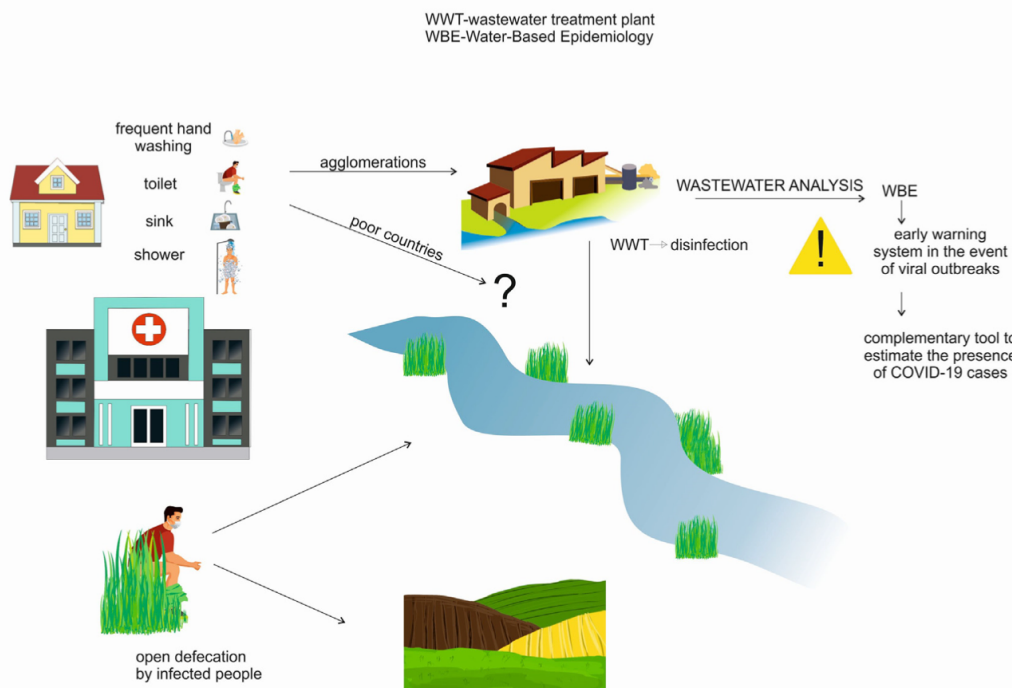 WWT-wastewater treatment plant
WBE-Water-Based Epidemiology
frequent hand
washing
toilet
sink
shower
agglomerations
poor countries
?
WWT
disinfection
WASTEWATER ANALYSIS
!
WBE
early warning
system in the event
of viral outbreaks
complementary tool to
estimate the presence
of COVID-19 cases
open defecation
by infected people